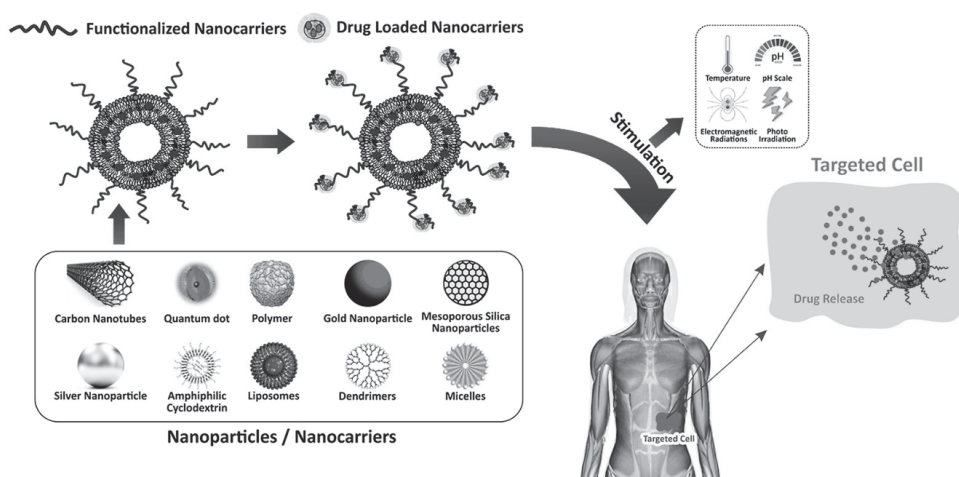 Functionalized Nanocarriers
Drug Loaded Nanocarriers
Temperature
pH
pH Scale
Electromagnetic
Radiations
Photo
Irradiation
Stimulation
Targeted Cell
Drug Release
Carbon Nanotubes
Quantum dot
Polymer
Gold Nanoparticle
Mesoporous Silica
Nanoparticles
Silver Nanoparticle
Amphiphilic
Cyclodextrin
Liposomes
Dendrimers
Micelles
Nanoparticles / Nanocarriers
Targeted Cell